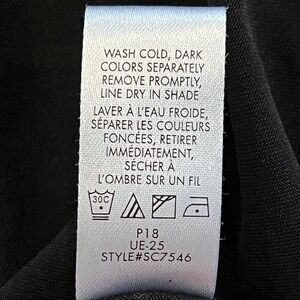 WASH COLD, DARK
COLORS SEPARATELY
REMOVE PROMPTLY,
LINE DRY IN SHADE
LAVER À L'EAU FROIDE,
SÉPARER LES COULEURS
FONCÉES, RETIRER
IMMÉDIATEMENT,
SÉCHER À
L'OMBRE SUR UN FIL
30C
P18
UE-25
STYLE#SC7546